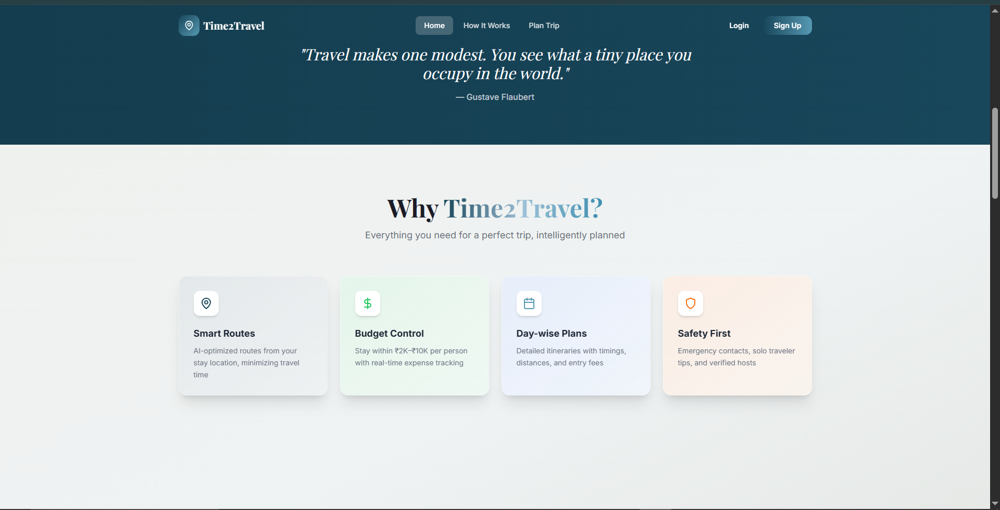 Time2Travel
Home
How It Works
Plan Trip
Login
Sign Up
"Travel makes one modest. You see what a tiny place you
occupy in the world."
— Gustave Flaubert
Why Time2Travel?
Everything you need for a perfect trip, intelligently planned
Smart Routes
AI-optimized routes from your
stay location, minimizing travel
time
Budget Control
Stay within ₹2K–₹10K per person
with real-time expense tracking
Day-wise Plans
Detailed itineraries with timings,
distances, and entry fees
Safety First
Emergency contacts, solo traveler
tips, and verified hosts